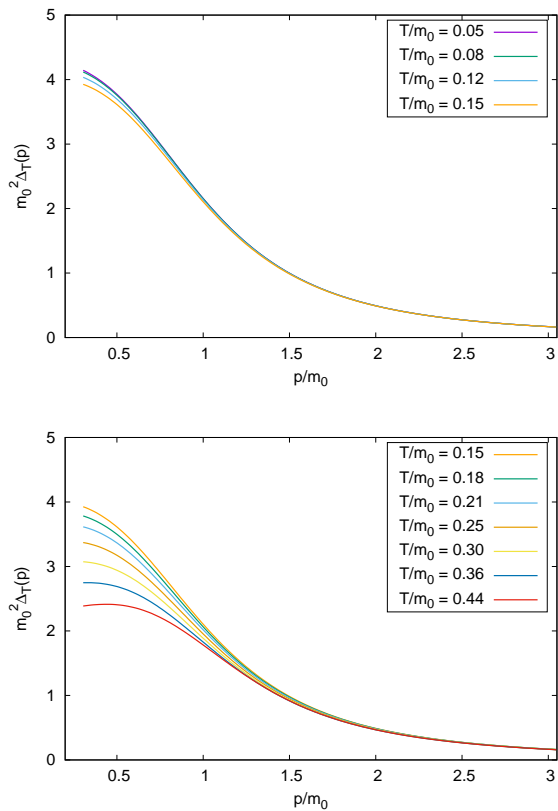 5
4
3
2
1
0
0.5
1
1.5
2
2.5
3
m₀²Δ_T(p)
p/m₀
T/m₀ = 0.05
T/m₀ = 0.08
T/m₀ = 0.12
T/m₀ = 0.15
5
4
3
2
1
0
0.5
1
1.5
2
2.5
3
m₀²Δ_T(p)
p/m₀
T/m₀ = 0.15
T/m₀ = 0.18
T/m₀ = 0.21
T/m₀ = 0.25
T/m₀ = 0.30
T/m₀ = 0.36
T/m₀ = 0.44